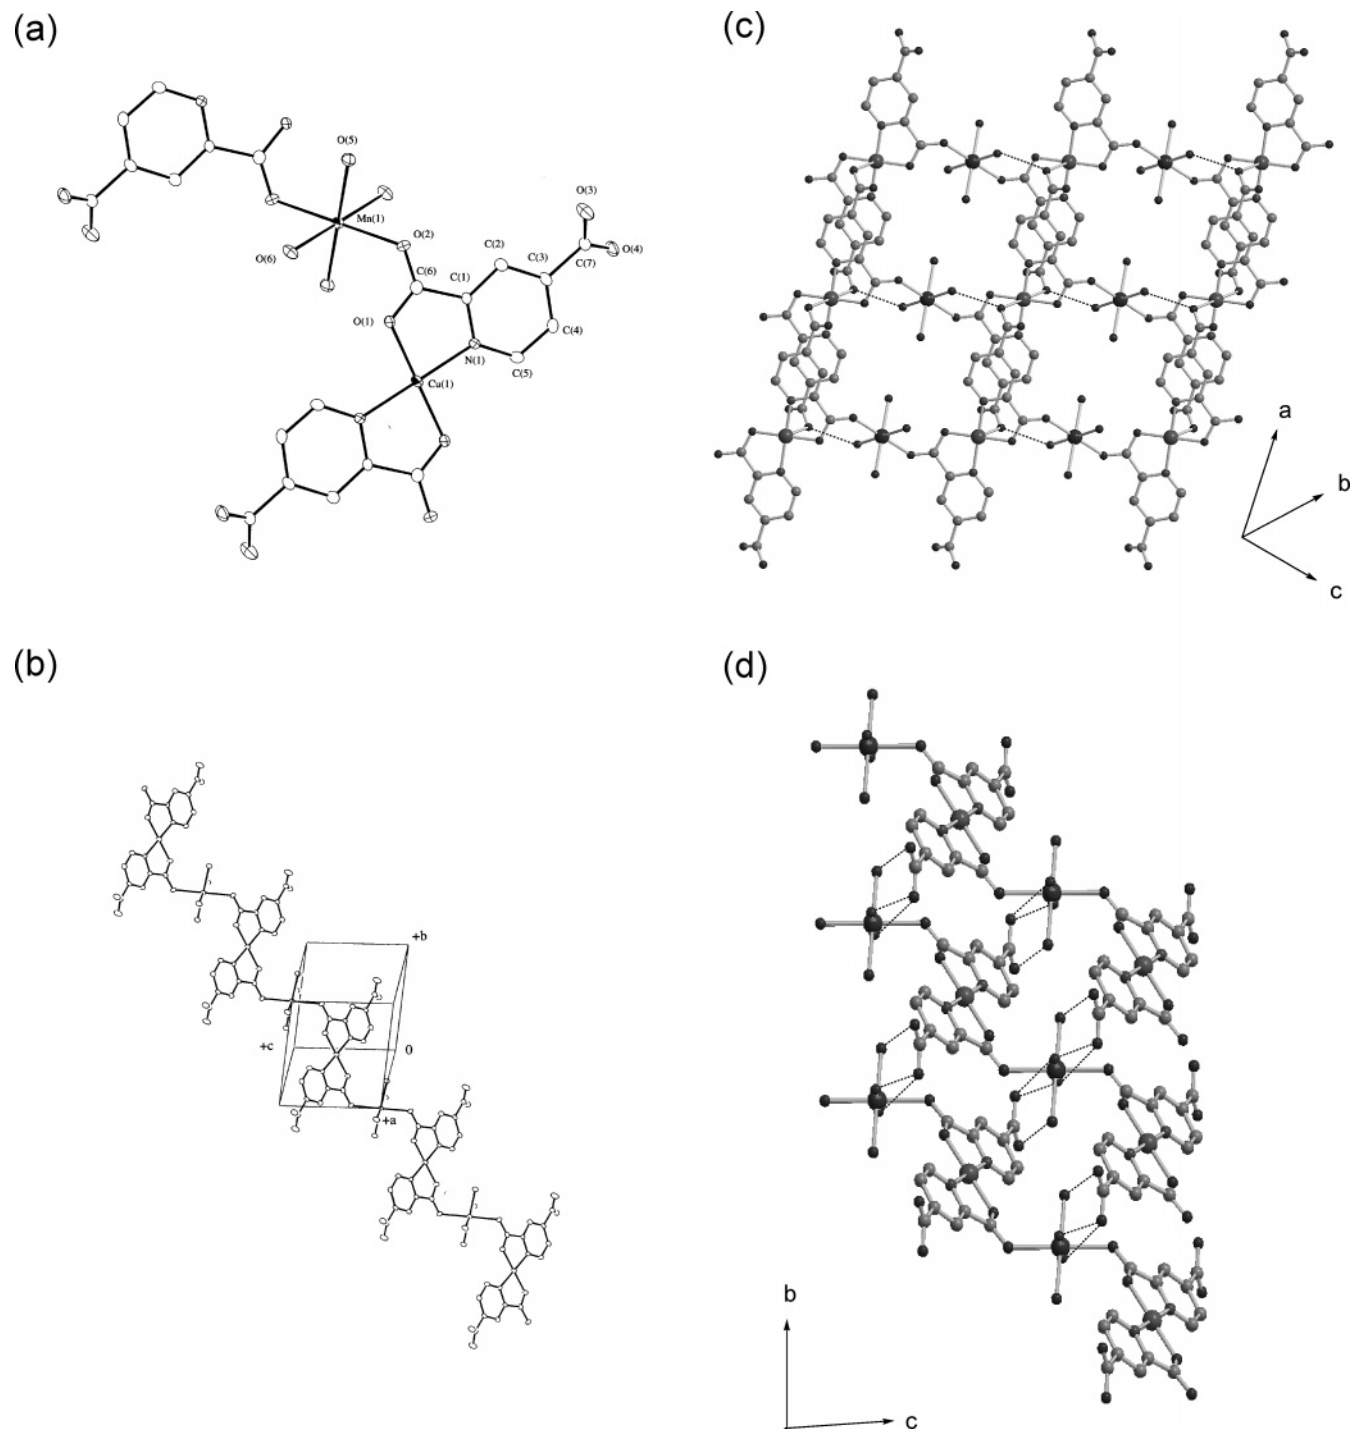 (a)
O(5)
Mn(1)
O(6)
O(2)
O(3)
O(4)
C(2)
C(3)
C(7)
C(6)
C(1)
O(1)
C(4)
N(1)
C(5)
Cu(1)
(c)
a
b
c
(b)
+b
+c
0
+a
(d)
b
c